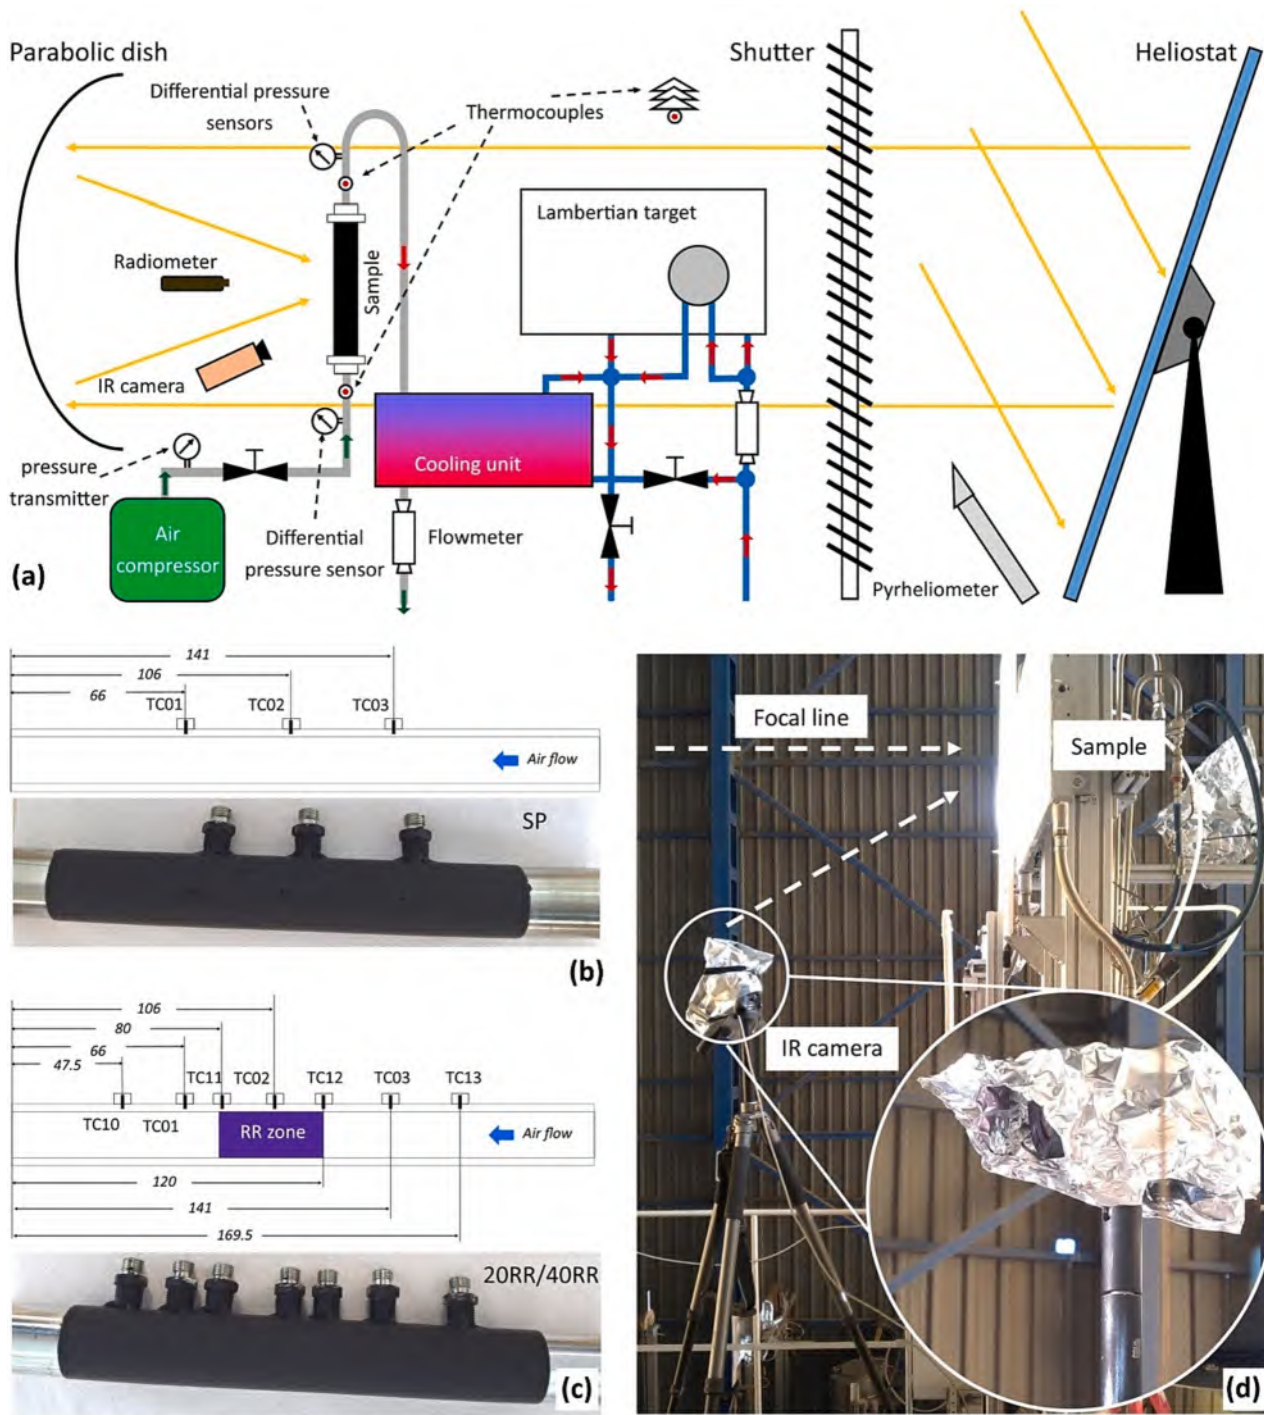 Parabolic dish
Differential pressure
sensors
Thermocouples
Shutter
Heliostat
Lambertian target
Radiometer
Sample
IR camera
pressure
transmitter
Cooling unit
Air
compressor
Differential
pressure sensor
Flowmeter
Pyrheliometer
(a)
141
106
66
TC01
TC02
TC03
Air flow
SP
(b)
106
80
66
47.5
TC11
TC02
TC12
TC03
TC13
TC10
TC01
RR zone
Air flow
120
141
169.5
20RR/40RR
(c)
Focal line
Sample
IR camera
(d)